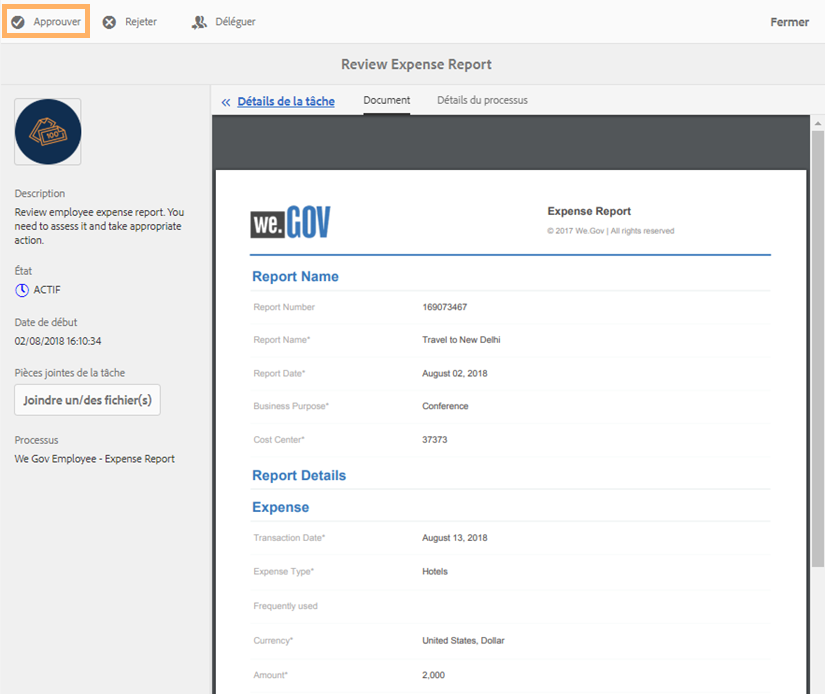 Approuver Rejeter Déléguer Fermer
Review Expense Report
« Détails de la tâche Document Détails du processus
100
Description
Review employee expense report. You
need to assess it and take appropriate
action.
État
ACTIF
Date de début
02/08/2018 16:10:34
Pièces jointes de la tâche
Joindre un/des fichier(s)
Processus
We Gov Employee - Expense Report
we.GOV
Expense Report
© 2017 We.Gov | All rights reserved
Report Name
Report Number 169073467
Report Name* Travel to New Delhi
Report Date* August 02, 2018
Business Purpose* Conference
Cost Center* 37373
Report Details
Expense
Transaction Date* August 13, 2018
Expense Type* Hotels
Frequently used
Currency* United States, Dollar
Amount* 2,000